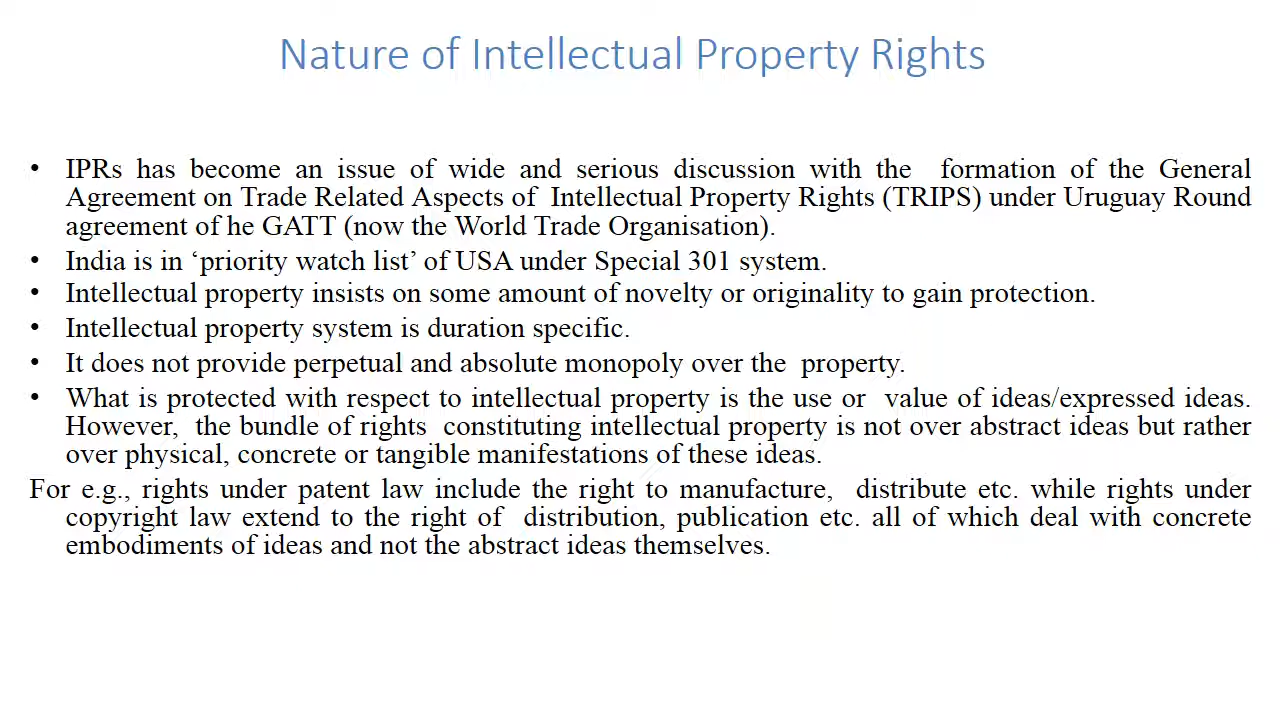 Nature of Intellectual Property Rights
• IPRs has become an issue of wide and serious discussion with the formation of the General
Agreement on Trade Related Aspects of Intellectual Property Rights (TRIPS) under Uruguay Round
agreement of he GATT (now the World Trade Organisation).
• India is in ‘priority watch list’ of USA under Special 301 system.
• Intellectual property insists on some amount of novelty or originality to gain protection.
• Intellectual property system is duration specific.
• It does not provide perpetual and absolute monopoly over the property.
• What is protected with respect to intellectual property is the use or value of ideas/expressed ideas.
However, the bundle of rights constituting intellectual property is not over abstract ideas but rather
over physical, concrete or tangible manifestations of these ideas.
For e.g., rights under patent law include the right to manufacture, distribute etc. while rights under
copyright law extend to the right of distribution, publication etc. all of which deal with concrete
embodiments of ideas and not the abstract ideas themselves.